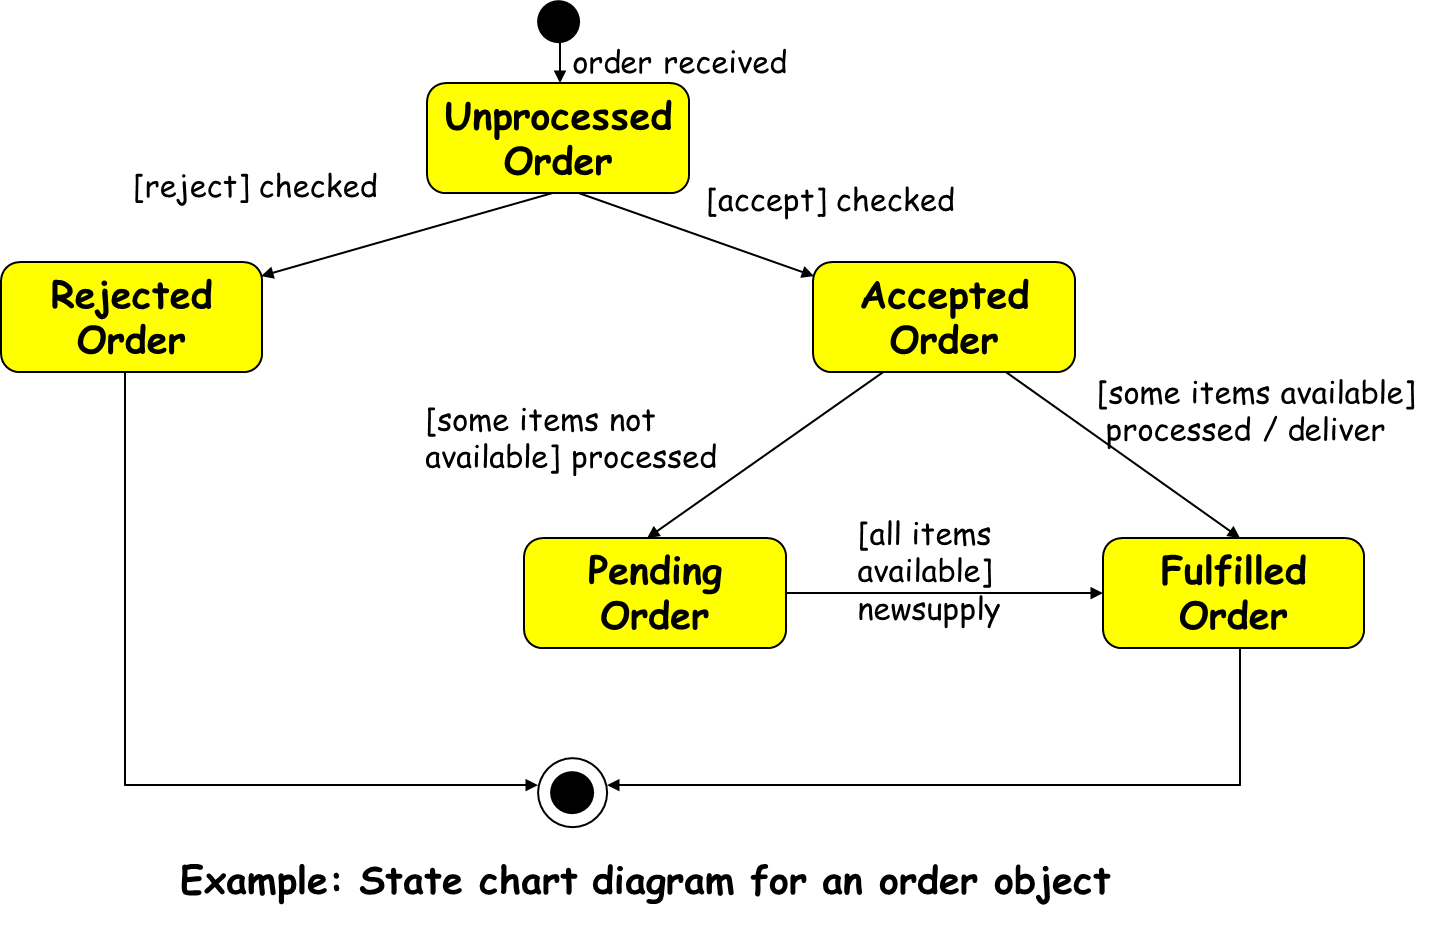 order received
Unprocessed
Order
[reject] checked
[accept] checked
Rejected
Order
Accepted
Order
[some items not
available] processed
[some items available]
processed / deliver
Pending
Order
[all items
available]
newsupply
Fulfilled
Order
Example: State chart diagram for an order object